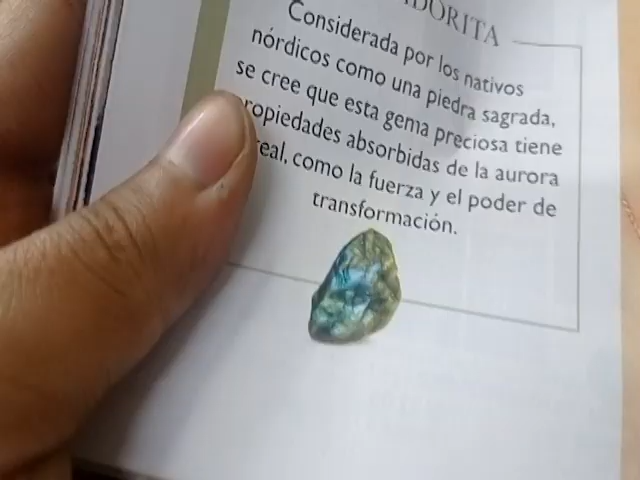 DORITA
Considerada por los nativos
nórdicos como una piedra sagrada,
se cree que esta gema preciosa tiene
ropiedades absorbidas de la aurora
real, como la fuerza y el poder de
transformación.